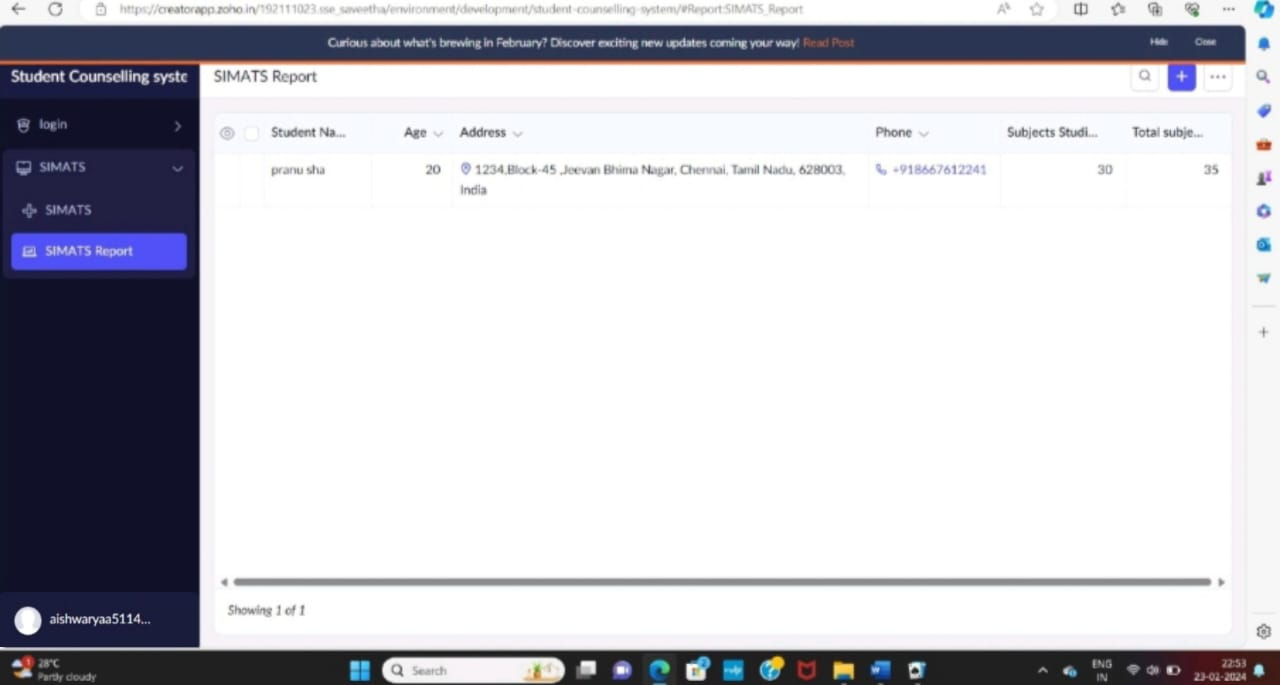 https://creatorapp.zoho.in/192111023.sse_saveetha/environment/development/student-counselling-system/#Report:SIMATS_Report
Curious about what's brewing in February? Discover exciting new updates coming your way! Read Post
Hide
Close
Student Counselling syste
SIMATS Report
login
SIMATS
SIMATS
SIMATS Report
Student Na...
Age
Address
Phone
Subjects Studi...
Total subje...
pranu sha
20
1234,Block-45 ,Jeevan Bhima Nagar, Chennai, Tamil Nadu, 628003,
India
+918667612241
30
35
Showing 1 of 1
aishwaryaa5114...
28°C
Partly cloudy
Search
ENG
IN
22:53
23-02-2024